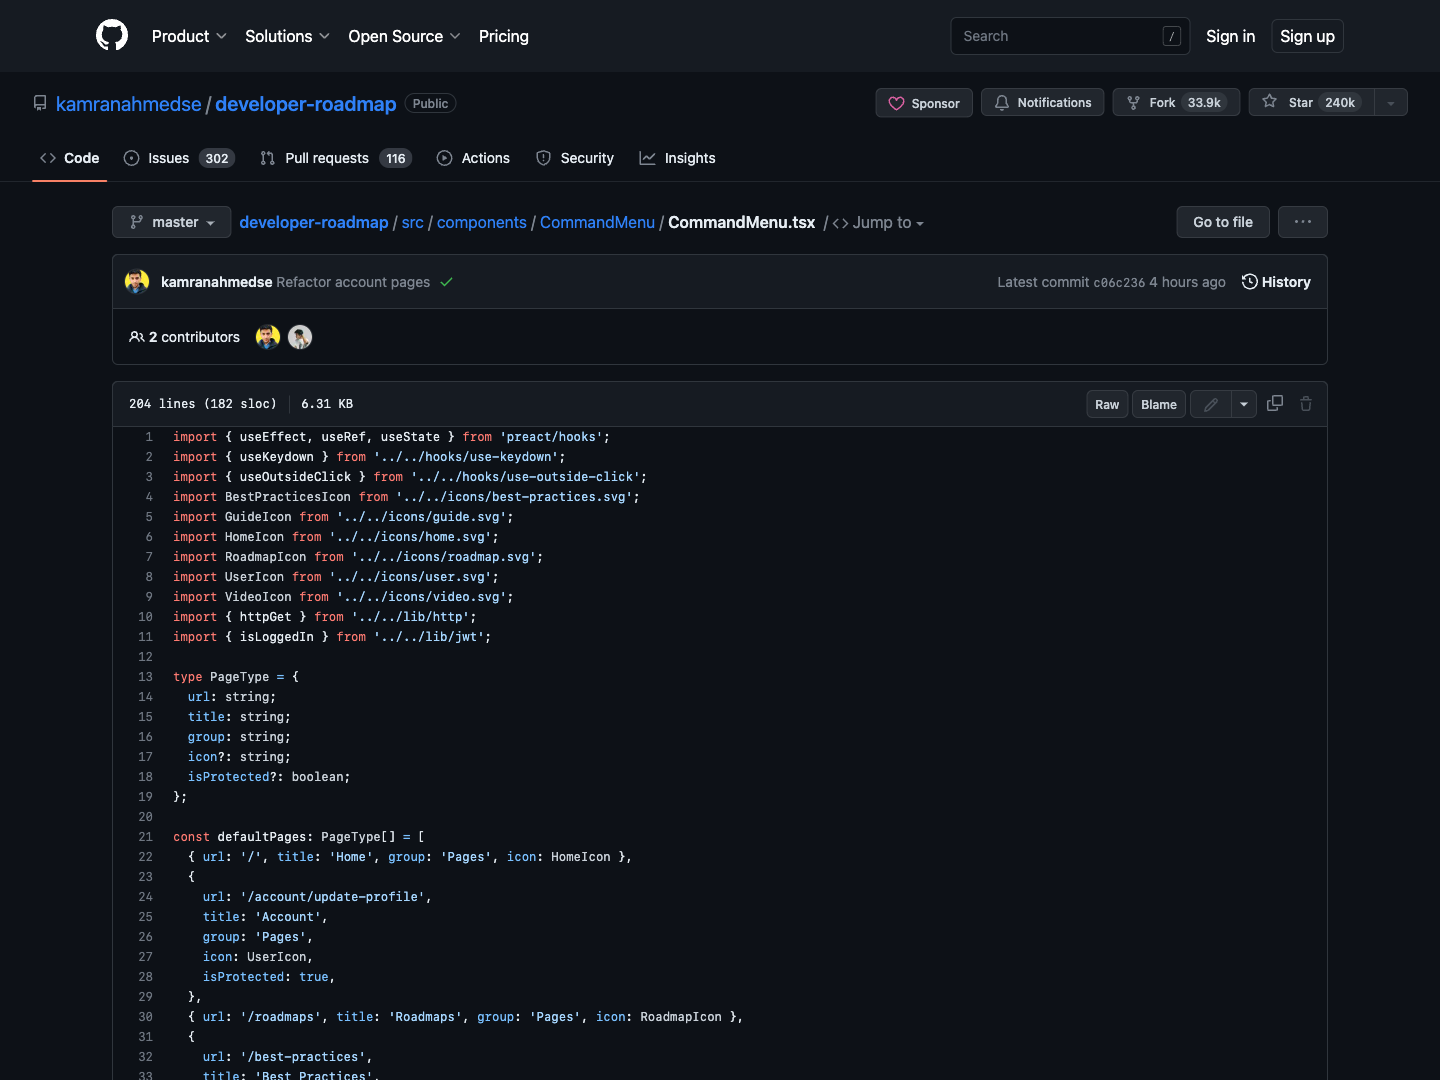 Product Solutions Open Source Pricing Search / Sign in Sign up
kamranahmedse / developer-roadmap Public Sponsor Notifications Fork 33.9k Star 240k
Code Issues 302 Pull requests 116 Actions Security Insights
master developer-roadmap / src / components / CommandMenu / CommandMenu.tsx / <> Jump to Go to file ...
kamranahmedse Refactor account pages Latest commit c06c236 4 hours ago History
2 contributors
204 lines (182 sloc) 6.31 KB Raw Blame
1 import { useEffect, useRef, useState } from 'preact/hooks';
2 import { useKeydown } from '../../hooks/use-keydown';
3 import { useOutsideClick } from '../../hooks/use-outside-click';
4 import BestPracticesIcon from '../../icons/best-practices.svg';
5 import GuideIcon from '../../icons/guide.svg';
6 import HomeIcon from '../../icons/home.svg';
7 import RoadmapIcon from '../../icons/roadmap.svg';
8 import UserIcon from '../../icons/user.svg';
9 import VideoIcon from '../../icons/video.svg';
10 import { httpGet } from '../../lib/http';
11 import { isLoggedIn } from '../../lib/jwt';
12
13 type PageType = {
14 url: string;
15 title: string;
16 group: string;
17 icon?: string;
18 isProtected?: boolean;
19 };
20
21 const defaultPages: PageType[] = [
22 { url: '/', title: 'Home', group: 'Pages', icon: HomeIcon },
23 {
24 url: '/account/update-profile',
25 title: 'Account',
26 group: 'Pages',
27 icon: UserIcon,
28 isProtected: true,
29 },
30 { url: '/roadmaps', title: 'Roadmaps', group: 'Pages', icon: RoadmapIcon },
31 {
32 url: '/best-practices',
33 title: 'Best Practices',